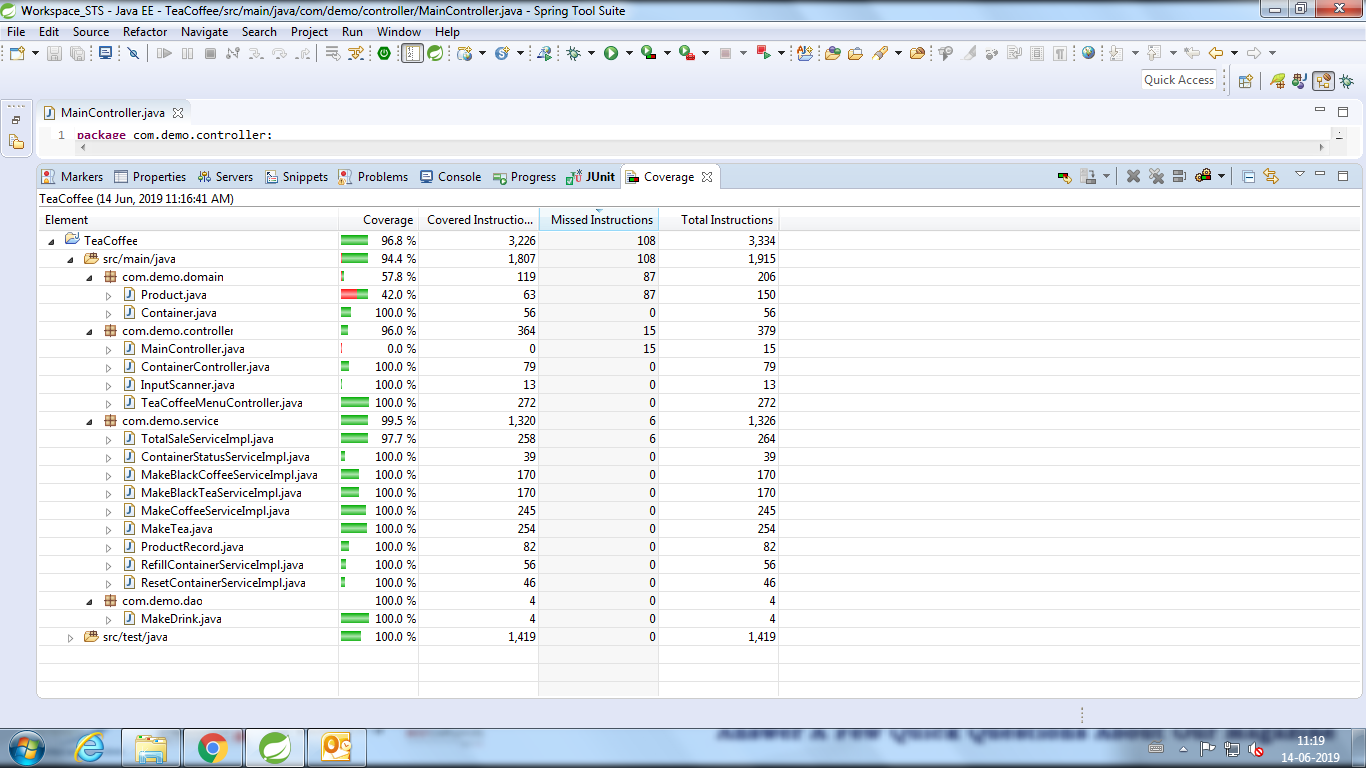 Workspace_STS - Java EE - TeaCoffee/src/main/java/com/demo/controller/MainController.java - Spring Tool Suite
File Edit Source Refactor Navigate Search Project Run Window Help
Quick Access
MainController.java
1 package com.demo.controller;
Markers Properties Servers Snippets Problems Console Progress JUnit Coverage
TeaCoffee (14 Jun, 2019 11:16:41 AM)
Element Coverage Covered Instructio... Missed Instructions Total Instructions
TeaCoffee 96.8 % 3,226 108 3,334
src/main/java 94.4 % 1,807 108 1,915
com.demo.domain 57.8 % 119 87 206
Product.java 42.0 % 63 87 150
Container.java 100.0 % 56 0 56
com.demo.controller 96.0 % 364 15 379
MainController.java 0.0 % 0 15 15
ContainerController.java 100.0 % 79 0 79
InputScanner.java 100.0 % 13 0 13
TeaCoffeeMenuController.java 100.0 % 272 0 272
com.demo.service 99.5 % 1,320 6 1,326
TotalSaleServiceImpl.java 97.7 % 258 6 264
ContainerStatusServiceImpl.java 100.0 % 39 0 39
MakeBlackCoffeeServiceImpl.java 100.0 % 170 0 170
MakeBlackTeaServiceImpl.java 100.0 % 170 0 170
MakeCoffeeServiceImpl.java 100.0 % 245 0 245
MakeTea.java 100.0 % 254 0 254
ProductRecord.java 100.0 % 82 0 82
RefillContainerServiceImpl.java 100.0 % 56 0 56
ResetContainerServiceImpl.java 100.0 % 46 0 46
com.demo.dao 100.0 % 4 0 4
MakeDrink.java 100.0 % 4 0 4
src/test/java 100.0 % 1,419 0 1,419
11:19
14-06-2019